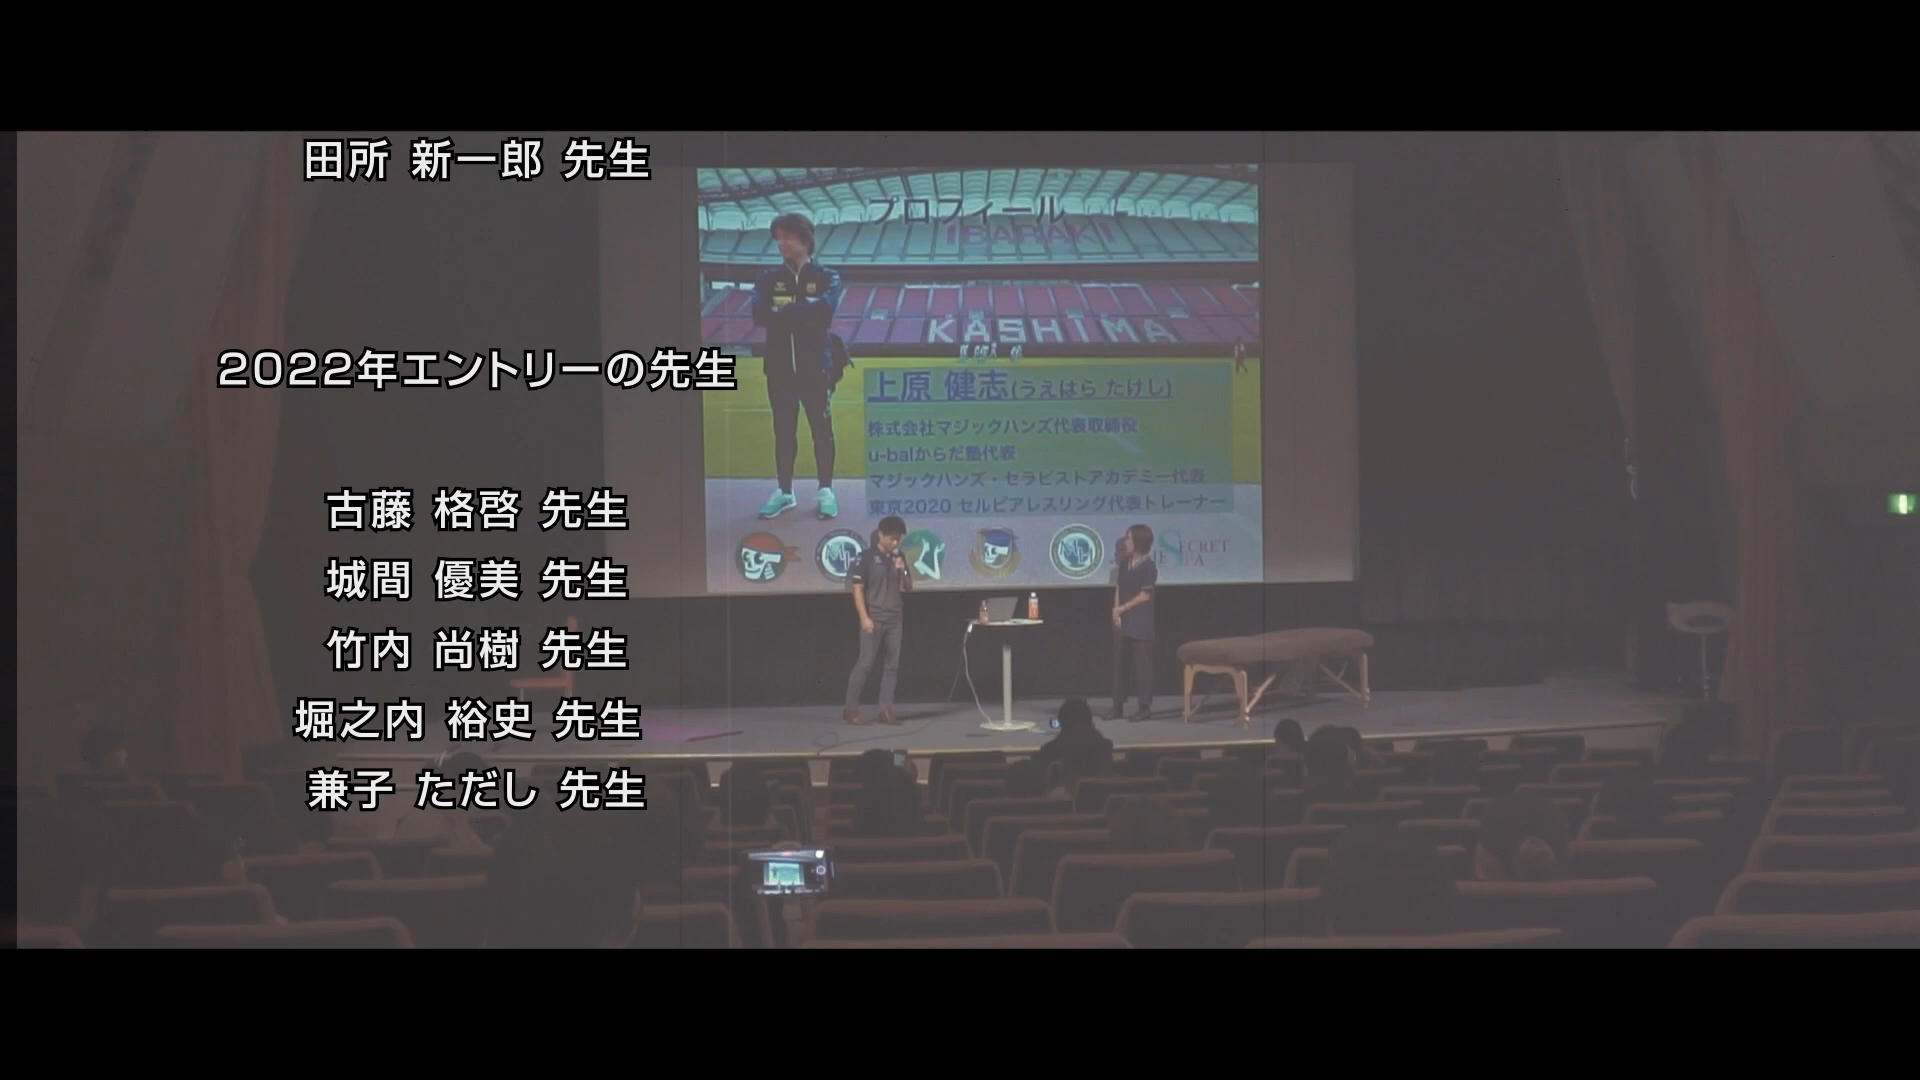 田所 新一郎 先生
2022年エントリーの先生
古藤 格啓 先生
城間 優美 先生
竹内 尚樹 先生
堀之内 裕史 先生
兼子 ただし 先生
プロフィール
IBARAKI
KASHIMA
上原 健志(うえはら たけし)
株式会社マジックハンズ代表取締役
u-balからだ塾代表
マジックハンズ・セラピストアカデミー代表
東京2020 セルビアレスリング代表トレーナー